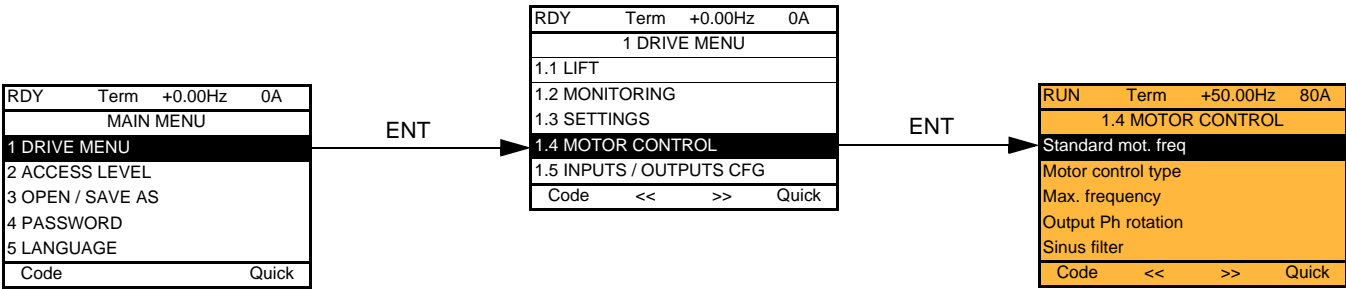 RDY Term +0.00Hz 0A
MAIN MENU
1 DRIVE MENU
2 ACCESS LEVEL
3 OPEN / SAVE AS
4 PASSWORD
5 LANGUAGE
Code Quick
ENT
RDY Term +0.00Hz 0A
1 DRIVE MENU
1.1 LIFT
1.2 MONITORING
1.3 SETTINGS
1.4 MOTOR CONTROL
1.5 INPUTS / OUTPUTS CFG
Code << >> Quick
ENT
RUN Term +50.00Hz 80A
1.4 MOTOR CONTROL
Standard mot. freq
Motor control type
Max. frequency
Output Ph rotation
Sinus filter
Code << >> Quick